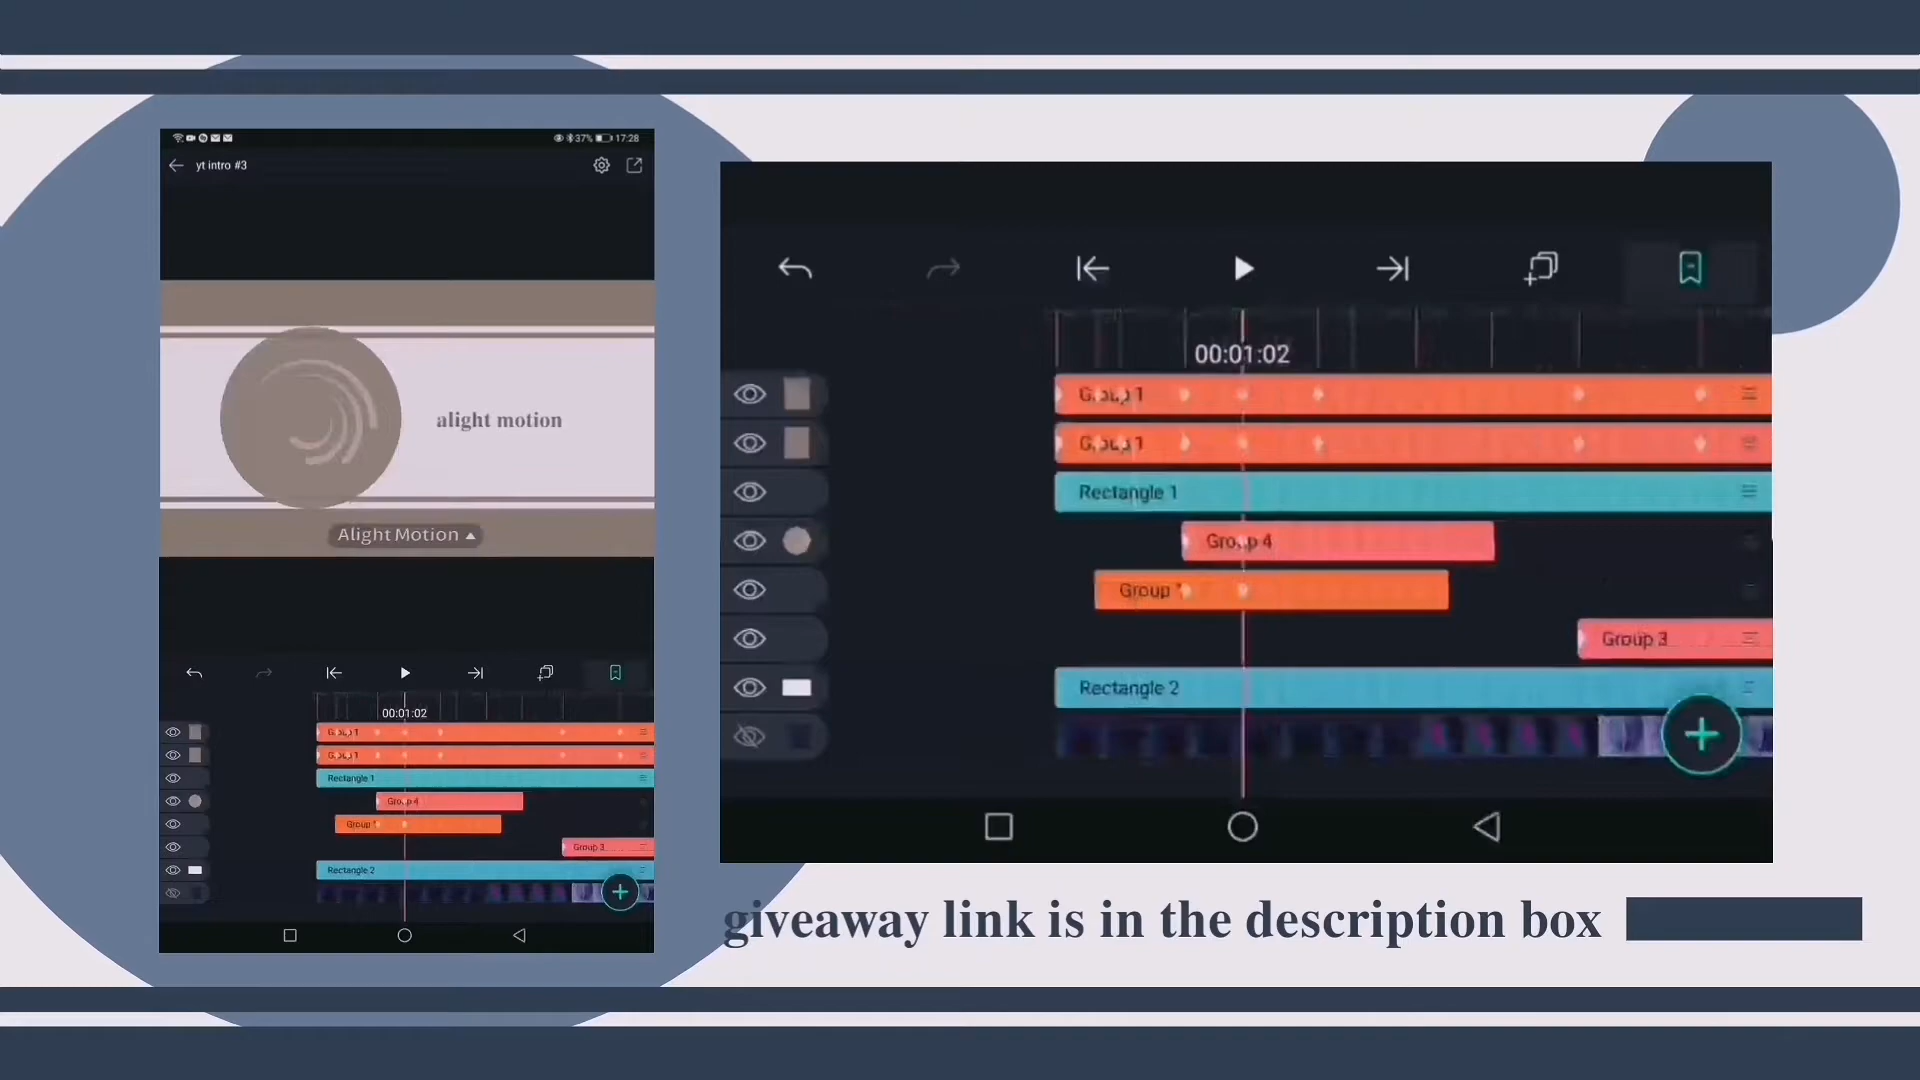 37% 17:28
yt intro #3
alight motion
Alight Motion ▲
00:01:02
Group 1
Group 1
Rectangle 1
Group 4
Group
Group 3
Rectangle 2
00:01:02
Group 1
Group 1
Rectangle 1
Group 4
Group
Group 3
Rectangle 2
giveaway link is in the description box